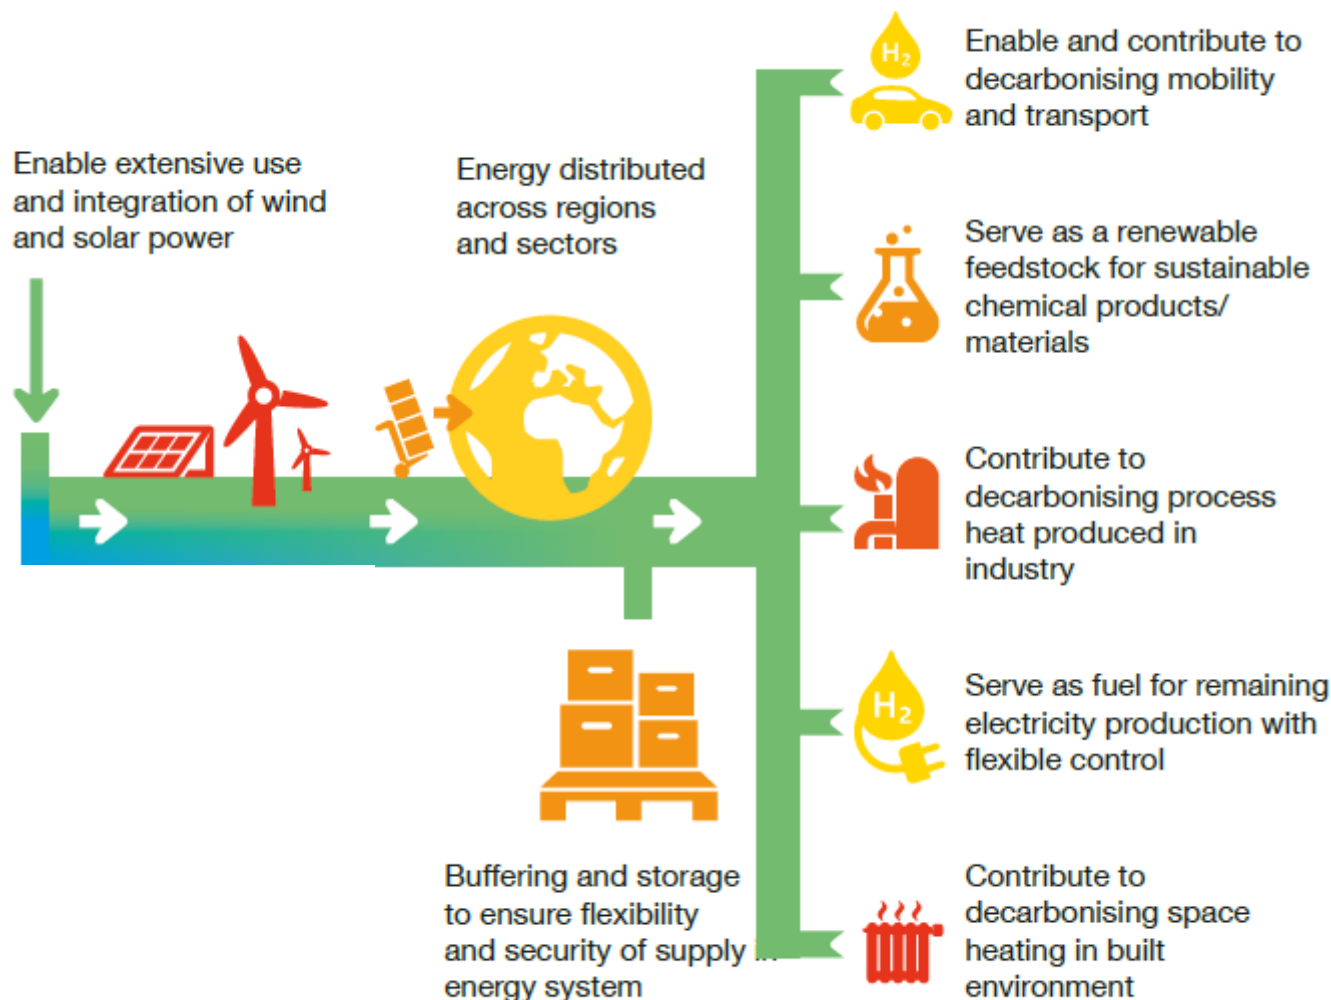 Enable extensive use
and integration of wind
and solar power
Energy distributed
across regions
and sectors
Buffering and storage
to ensure flexibility
and security of supply
energy system
H₂
Enable and contribute to
decarbonising mobility
and transport
Serve as a renewable
feedstock for sustainable
chemical products/
materials
Contribute to
decarbonising process
heat produced in
industry
H₂
Serve as fuel for remaining
electricity production with
flexible control
Contribute to
decarbonising space
heating in built
environment